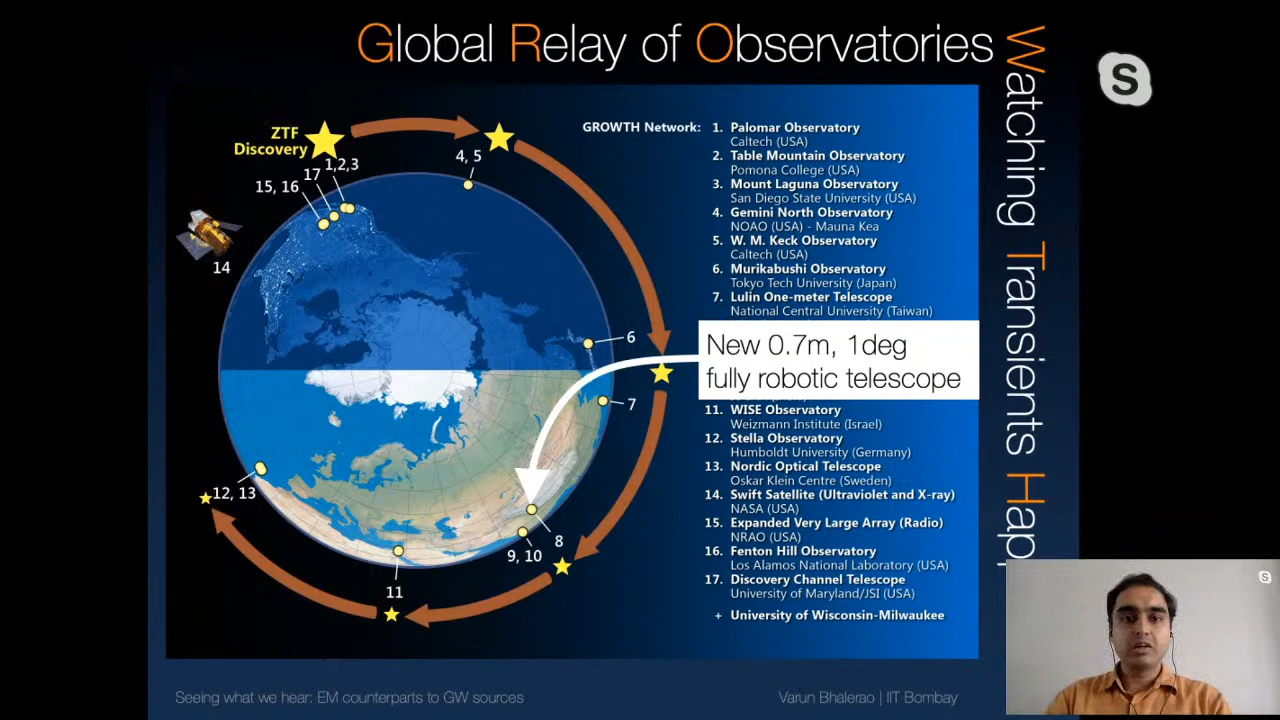 Global Relay of Observatories
Watching Transients Hap
S
ZTF
Discovery
1,2,3
17
15, 16
14
4, 5
6
7
8
9, 10
11
12, 13
GROWTH Network:
1. Palomar Observatory
Caltech (USA)
2. Table Mountain Observatory
Pomona College (USA)
3. Mount Laguna Observatory
San Diego State University (USA)
4. Gemini North Observatory
NOAO (USA) - Mauna Kea
5. W. M. Keck Observatory
Caltech (USA)
6. Murikabushi Observatory
Tokyo Tech University (Japan)
7. Lulin One-meter Telescope
National Central University (Taiwan)
New 0.7m, 1deg
fully robotic telescope
11. WISE Observatory
Weizmann Institute (Israel)
12. Stella Observatory
Humboldt University (Germany)
13. Nordic Optical Telescope
Oskar Klein Centre (Sweden)
14. Swift Satellite (Ultraviolet and X-ray)
NASA (USA)
15. Expanded Very Large Array (Radio)
NRAO (USA)
16. Fenton Hill Observatory
Los Alamos National Laboratory (USA)
17. Discovery Channel Telescope
University of Maryland/JSI (USA)
+ University of Wisconsin-Milwaukee
Seeing what we hear: EM counterparts to GW sources
Varun Bhalerao | IIT Bombay
S